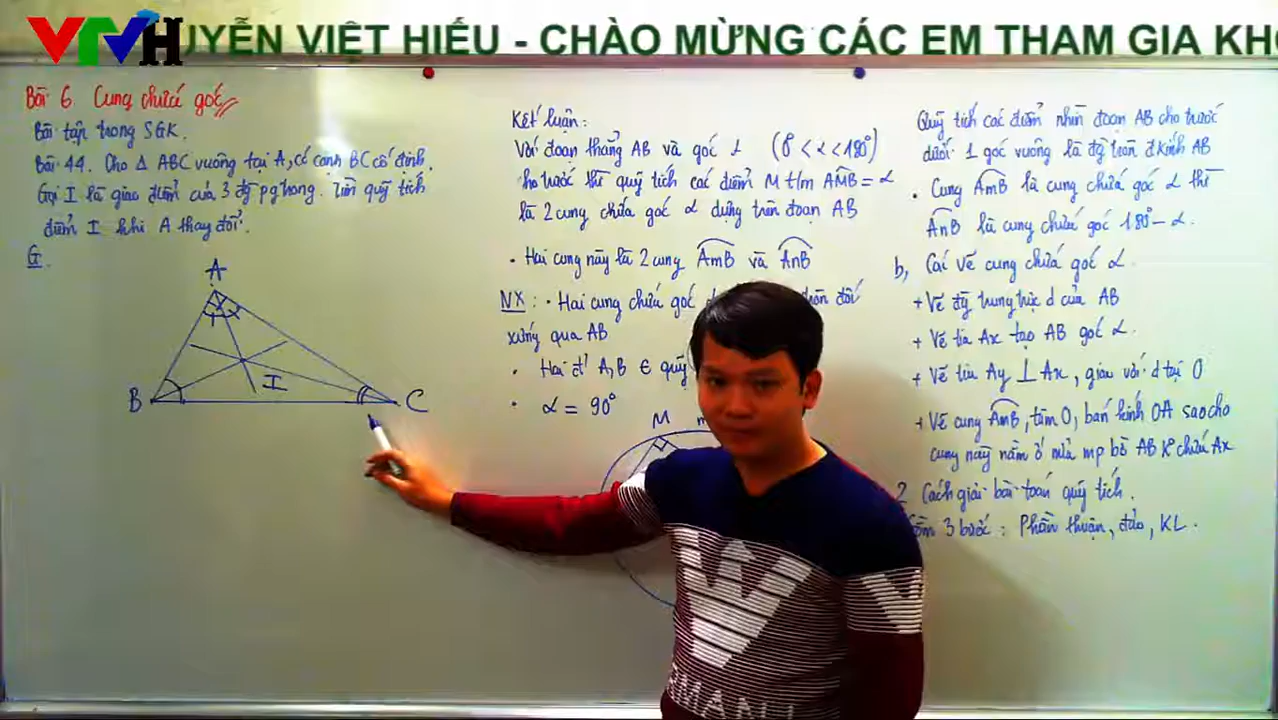 VTVH
UYỄN VIỆT HIẾU - CHÀO MỪNG CÁC EM THAM GIA KH
Bài 6 Cung chứa góc
Bài tập trong SGK.
Bài 44. Cho Δ ABC vuông tại A, có cạnh BC cố định.
Gọi I là giao điểm của 3 đg pg trong. Tìm quỹ tích
điểm I khi A thay đổi.
G.
A
B
I
C
Kết luận:
Với đoạn thẳng AB và góc α (0° < α < 180°)
cho trước thì quỹ tích các điểm M t/m AMB = α
là 2 cung chứa góc α dựng trên đoạn AB
• Hai cung này là 2 cung AmB và AnB
NX: • Hai cung chứa góc đối
xứng qua AB
• Hai đ' A, B ∈ quỹ
• α = 90°
M
m
Quỹ tích các điểm nhìn đoạn AB cho trước
dưới 1 góc vuông là đg tròn đkính AB
• Cung AmB là cung chứa góc α thì
AnB là cung chứa góc 180° - α.
b, Cách vẽ cung chứa góc α.
+ Vẽ đg trung trực d của AB
+ Vẽ tia Ax tạo AB góc α.
+ Vẽ tia Ay ⊥ Ax, giao với d tại O
+ Vẽ cung AmB, tâm O, bán kính OA sao cho
cung này nằm ở nửa mp bờ AB K° chứa Ax
2 Cách giải bài toán quỹ tích.
3 bước: Phần thuận, đảo, KL.